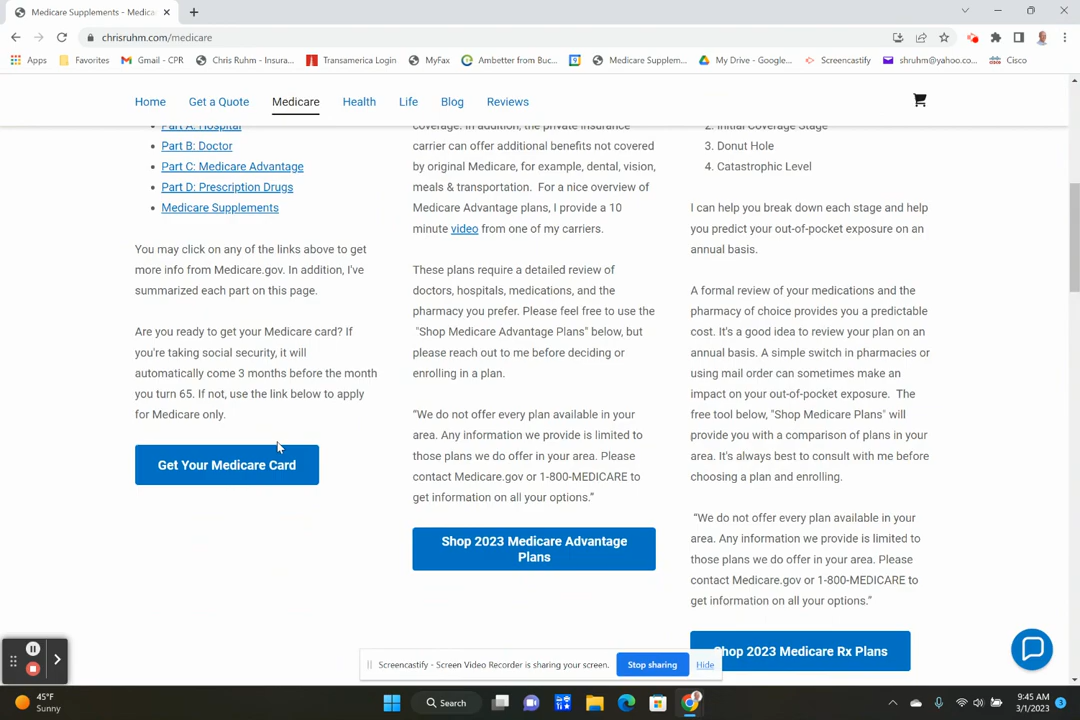 Medicare Supplements - Medica
chrisruhm.com/medicare
Apps
Favorites
Gmail - CPR
Chris Ruhm - Insura...
Transamerica Login
MyFax
Ambetter from Buc...
Medicare Supplem...
My Drive - Google...
Screencastify
shruhm@yahoo.co...
Cisco
Home
Get a Quote
Medicare
Health
Life
Blog
Reviews
Part A: Hospital
Part B: Doctor
Part C: Medicare Advantage
Part D: Prescription Drugs
Medicare Supplements
You may click on any of the links above to get
more info from Medicare.gov. In addition, I've
summarized each part on this page.
Are you ready to get your Medicare card? If
you're taking social security, it will
automatically come 3 months before the month
you turn 65. If not, use the link below to apply
for Medicare only.
Get Your Medicare Card
coverage. In addition, the private insurance
carrier can offer additional benefits not covered
by original Medicare, for example, dental, vision,
meals & transportation. For a nice overview of
Medicare Advantage plans, I provide a 10
minute video from one of my carriers.
These plans require a detailed review of
doctors, hospitals, medications, and the
pharmacy you prefer. Please feel free to use the
"Shop Medicare Advantage Plans" below, but
please reach out to me before deciding or
enrolling in a plan.
“We do not offer every plan available in your
area. Any information we provide is limited to
those plans we do offer in your area. Please
contact Medicare.gov or 1-800-MEDICARE to
get information on all your options.”
Shop 2023 Medicare Advantage
Plans
2. Initial Coverage Stage
3. Donut Hole
4. Catastrophic Level
I can help you break down each stage and help
you predict your out-of-pocket exposure on an
annual basis.
A formal review of your medications and the
pharmacy of choice provides you a predictable
cost. It's a good idea to review your plan on an
annual basis. A simple switch in pharmacies or
using mail order can sometimes make an
impact on your out-of-pocket exposure. The
free tool below, "Shop Medicare Plans" will
provide you with a comparison of plans in your
area. It's always best to consult with me before
choosing a plan and enrolling.
“We do not offer every plan available in your
area. Any information we provide is limited to
those plans we do offer in your area. Please
contact Medicare.gov or 1-800-MEDICARE to
get information on all your options.”
Shop 2023 Medicare Rx Plans
Screencastify - Screen Video Recorder is sharing your screen.
Stop sharing
Hide
45°F
Sunny
Search
9:45 AM
3/1/2023
3